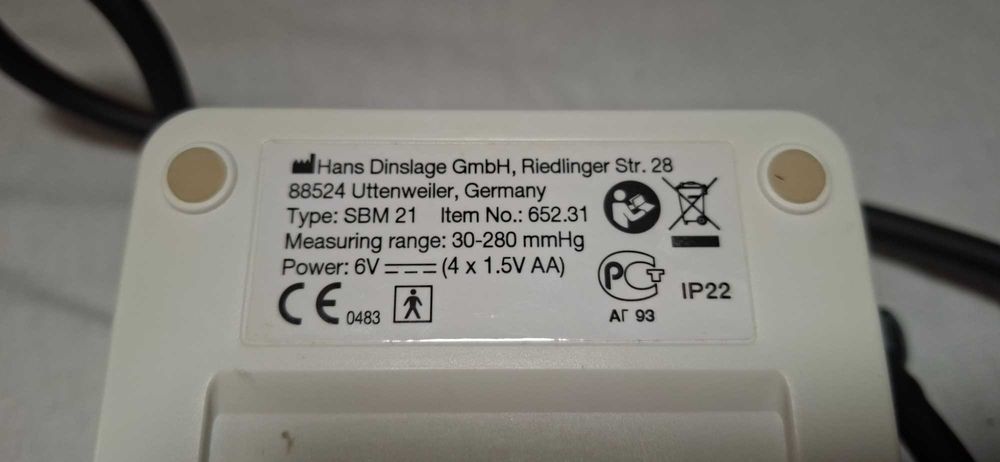 Hans Dinslage GmbH, Riedlinger Str. 28
88524 Uttenweiler, Germany
Type: SBM 21 Item No.: 652.31
Measuring range: 30-280 mmHg
Power: 6V (4 x 1.5V AA)
CE 0483
РСТ
АГ 93
IP22